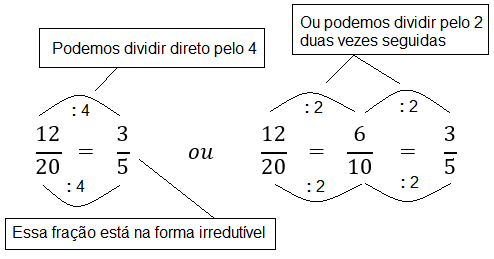 Podemos dividir direto pelo 4
Ou podemos dividir pelo 2
duas vezes seguidas
: 4
: 2
: 2
12/20 = 3/5 ou 12/20 = 6/10 = 3/5
: 4
: 2
: 2
Essa fração está na forma irredutível